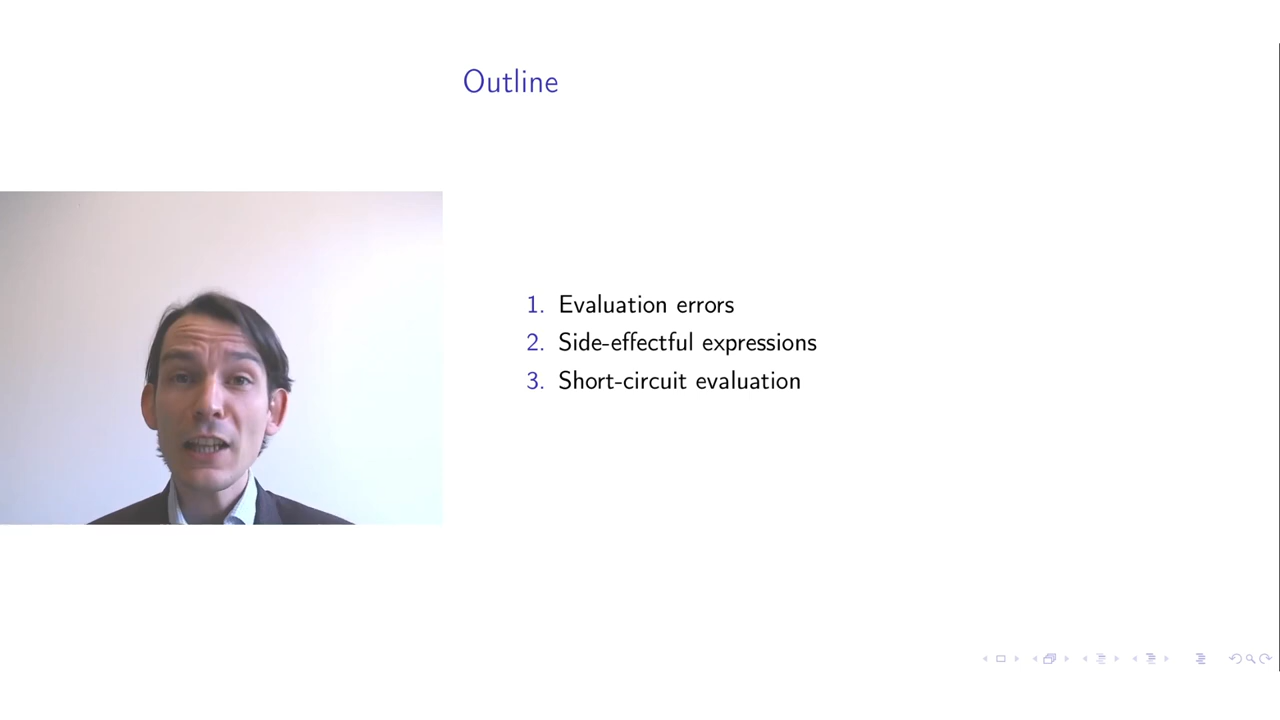 Outline
1. Evaluation errors
2. Side-effectful expressions
3. Short-circuit evaluation